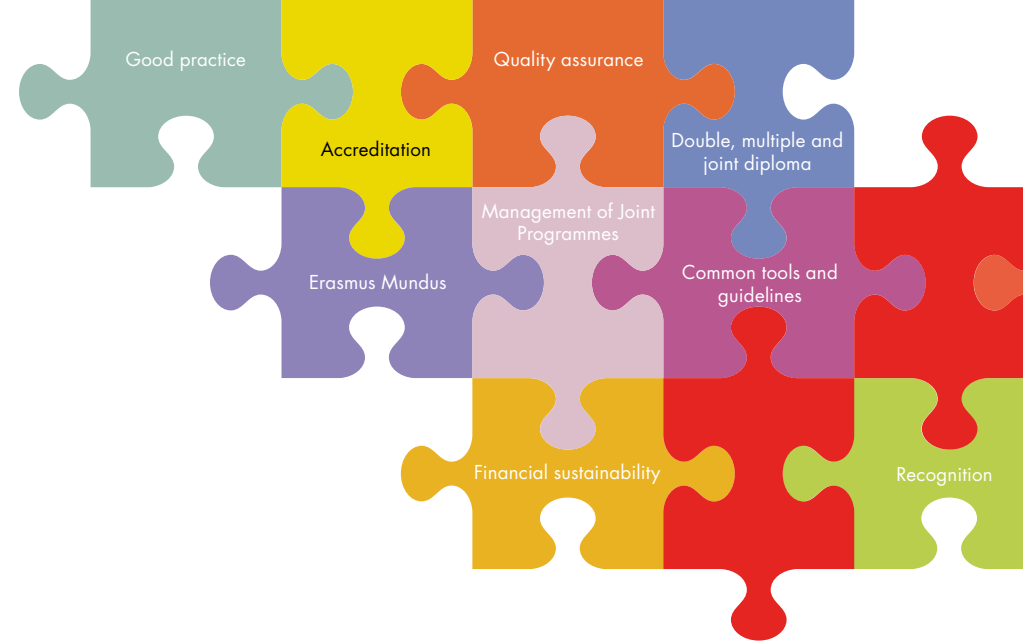 Good practice
Quality assurance
Accreditation
Double, multiple and
joint diploma
Management of Joint
Programmes
Erasmus Mundus
Common tools and
guidelines
Financial sustainability
Recognition